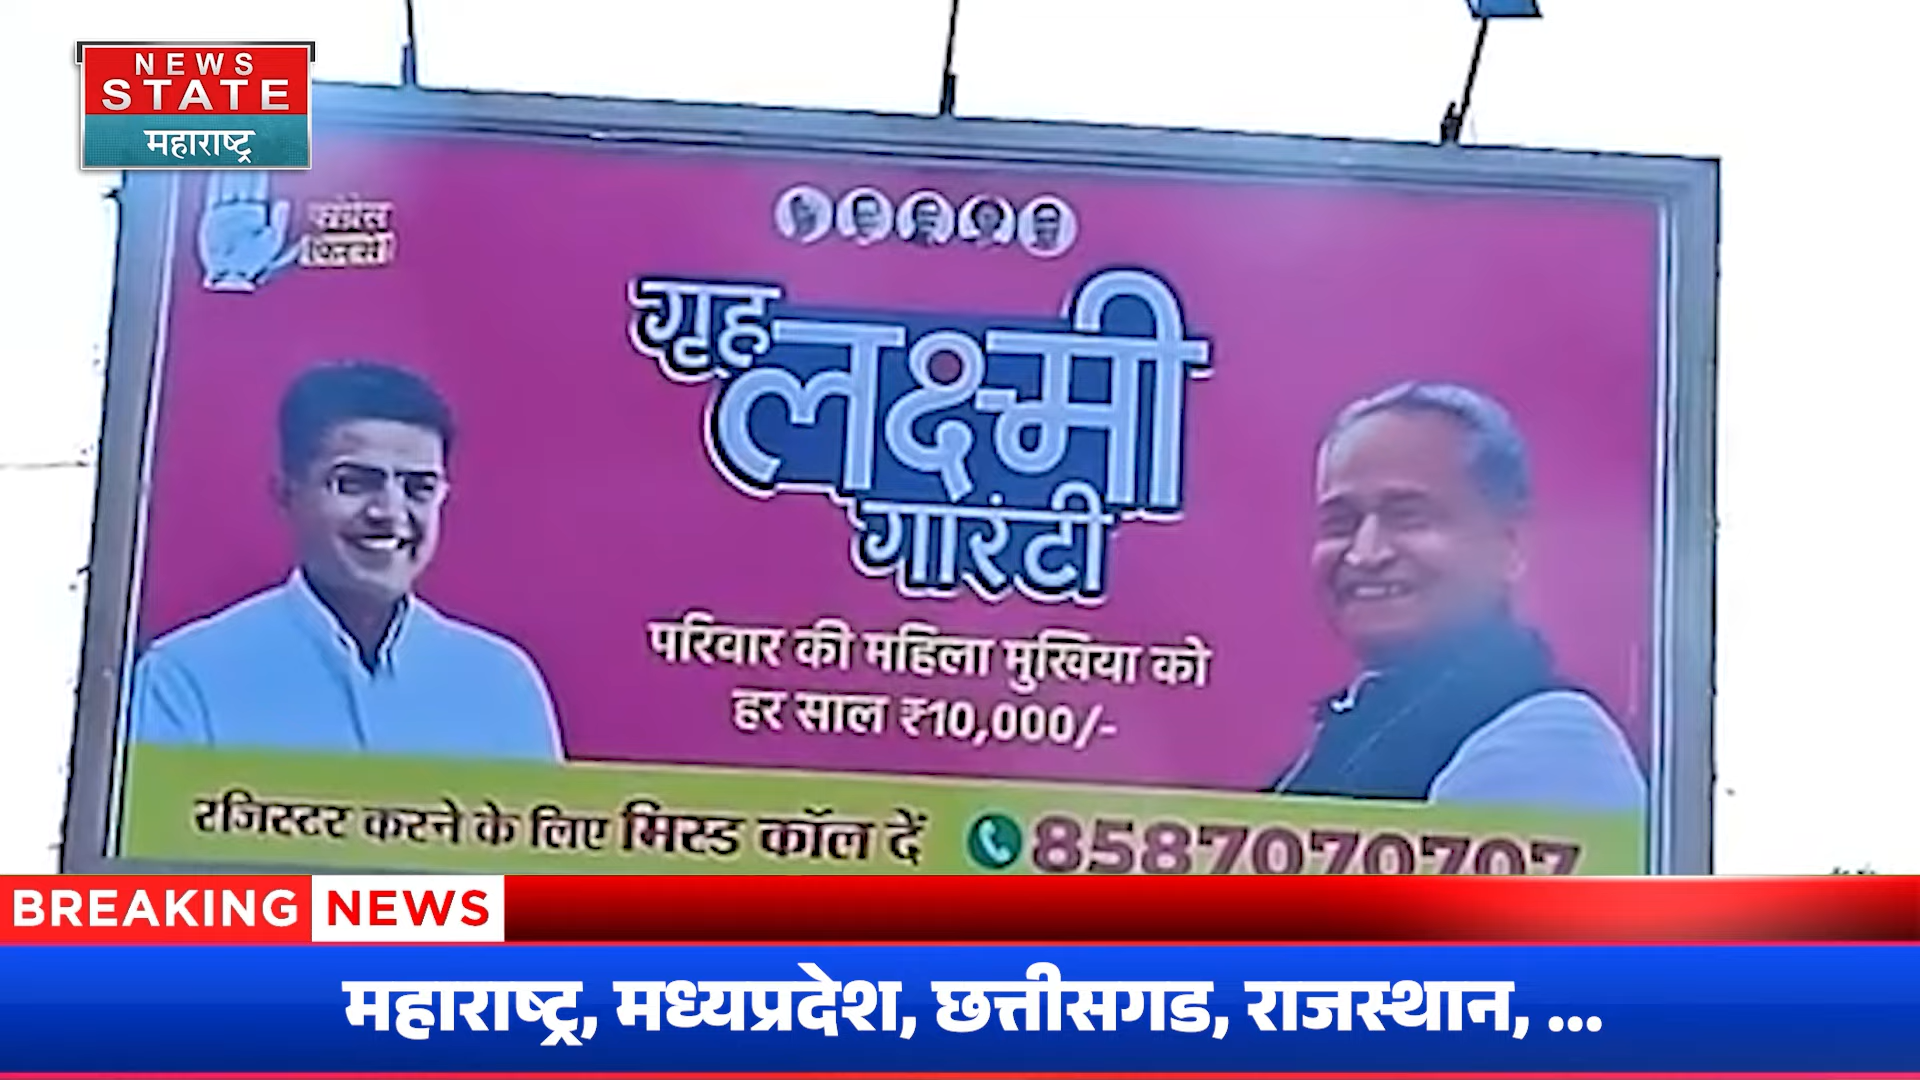 NEWS
STATE
महाराष्ट्र
गृह
लक्ष्मी
गारंटी
परिवार की महिला मुखिया को
हर साल ₹10,000/-
रजिस्टर करने के लिए मिस्ड कॉल दें 8587070707
BREAKING NEWS
महाराष्ट्र, मध्यप्रदेश, छत्तीसगड, राजस्थान, ...